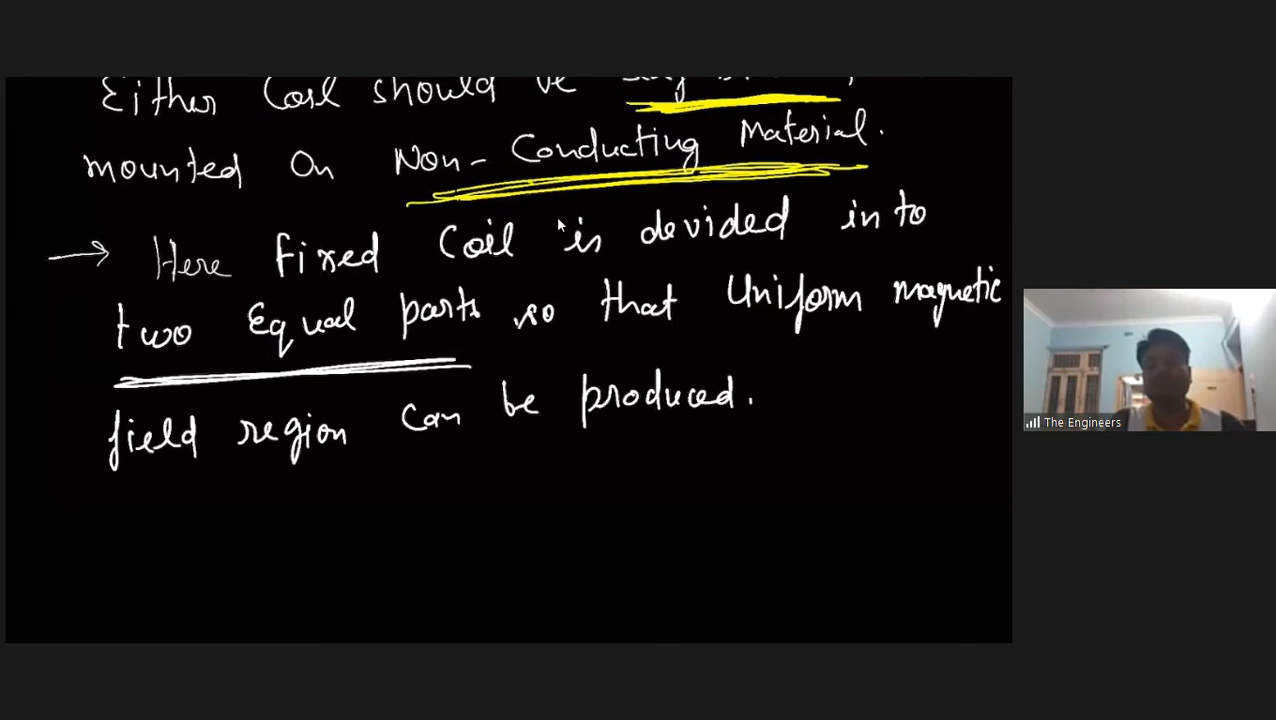 Either Coil should be
mounted On Non-Conducting Material.
→ Here fixed Coil is devided in to
two Equal parts so that Uniform magnetic
field region can be produced.
The Engineers